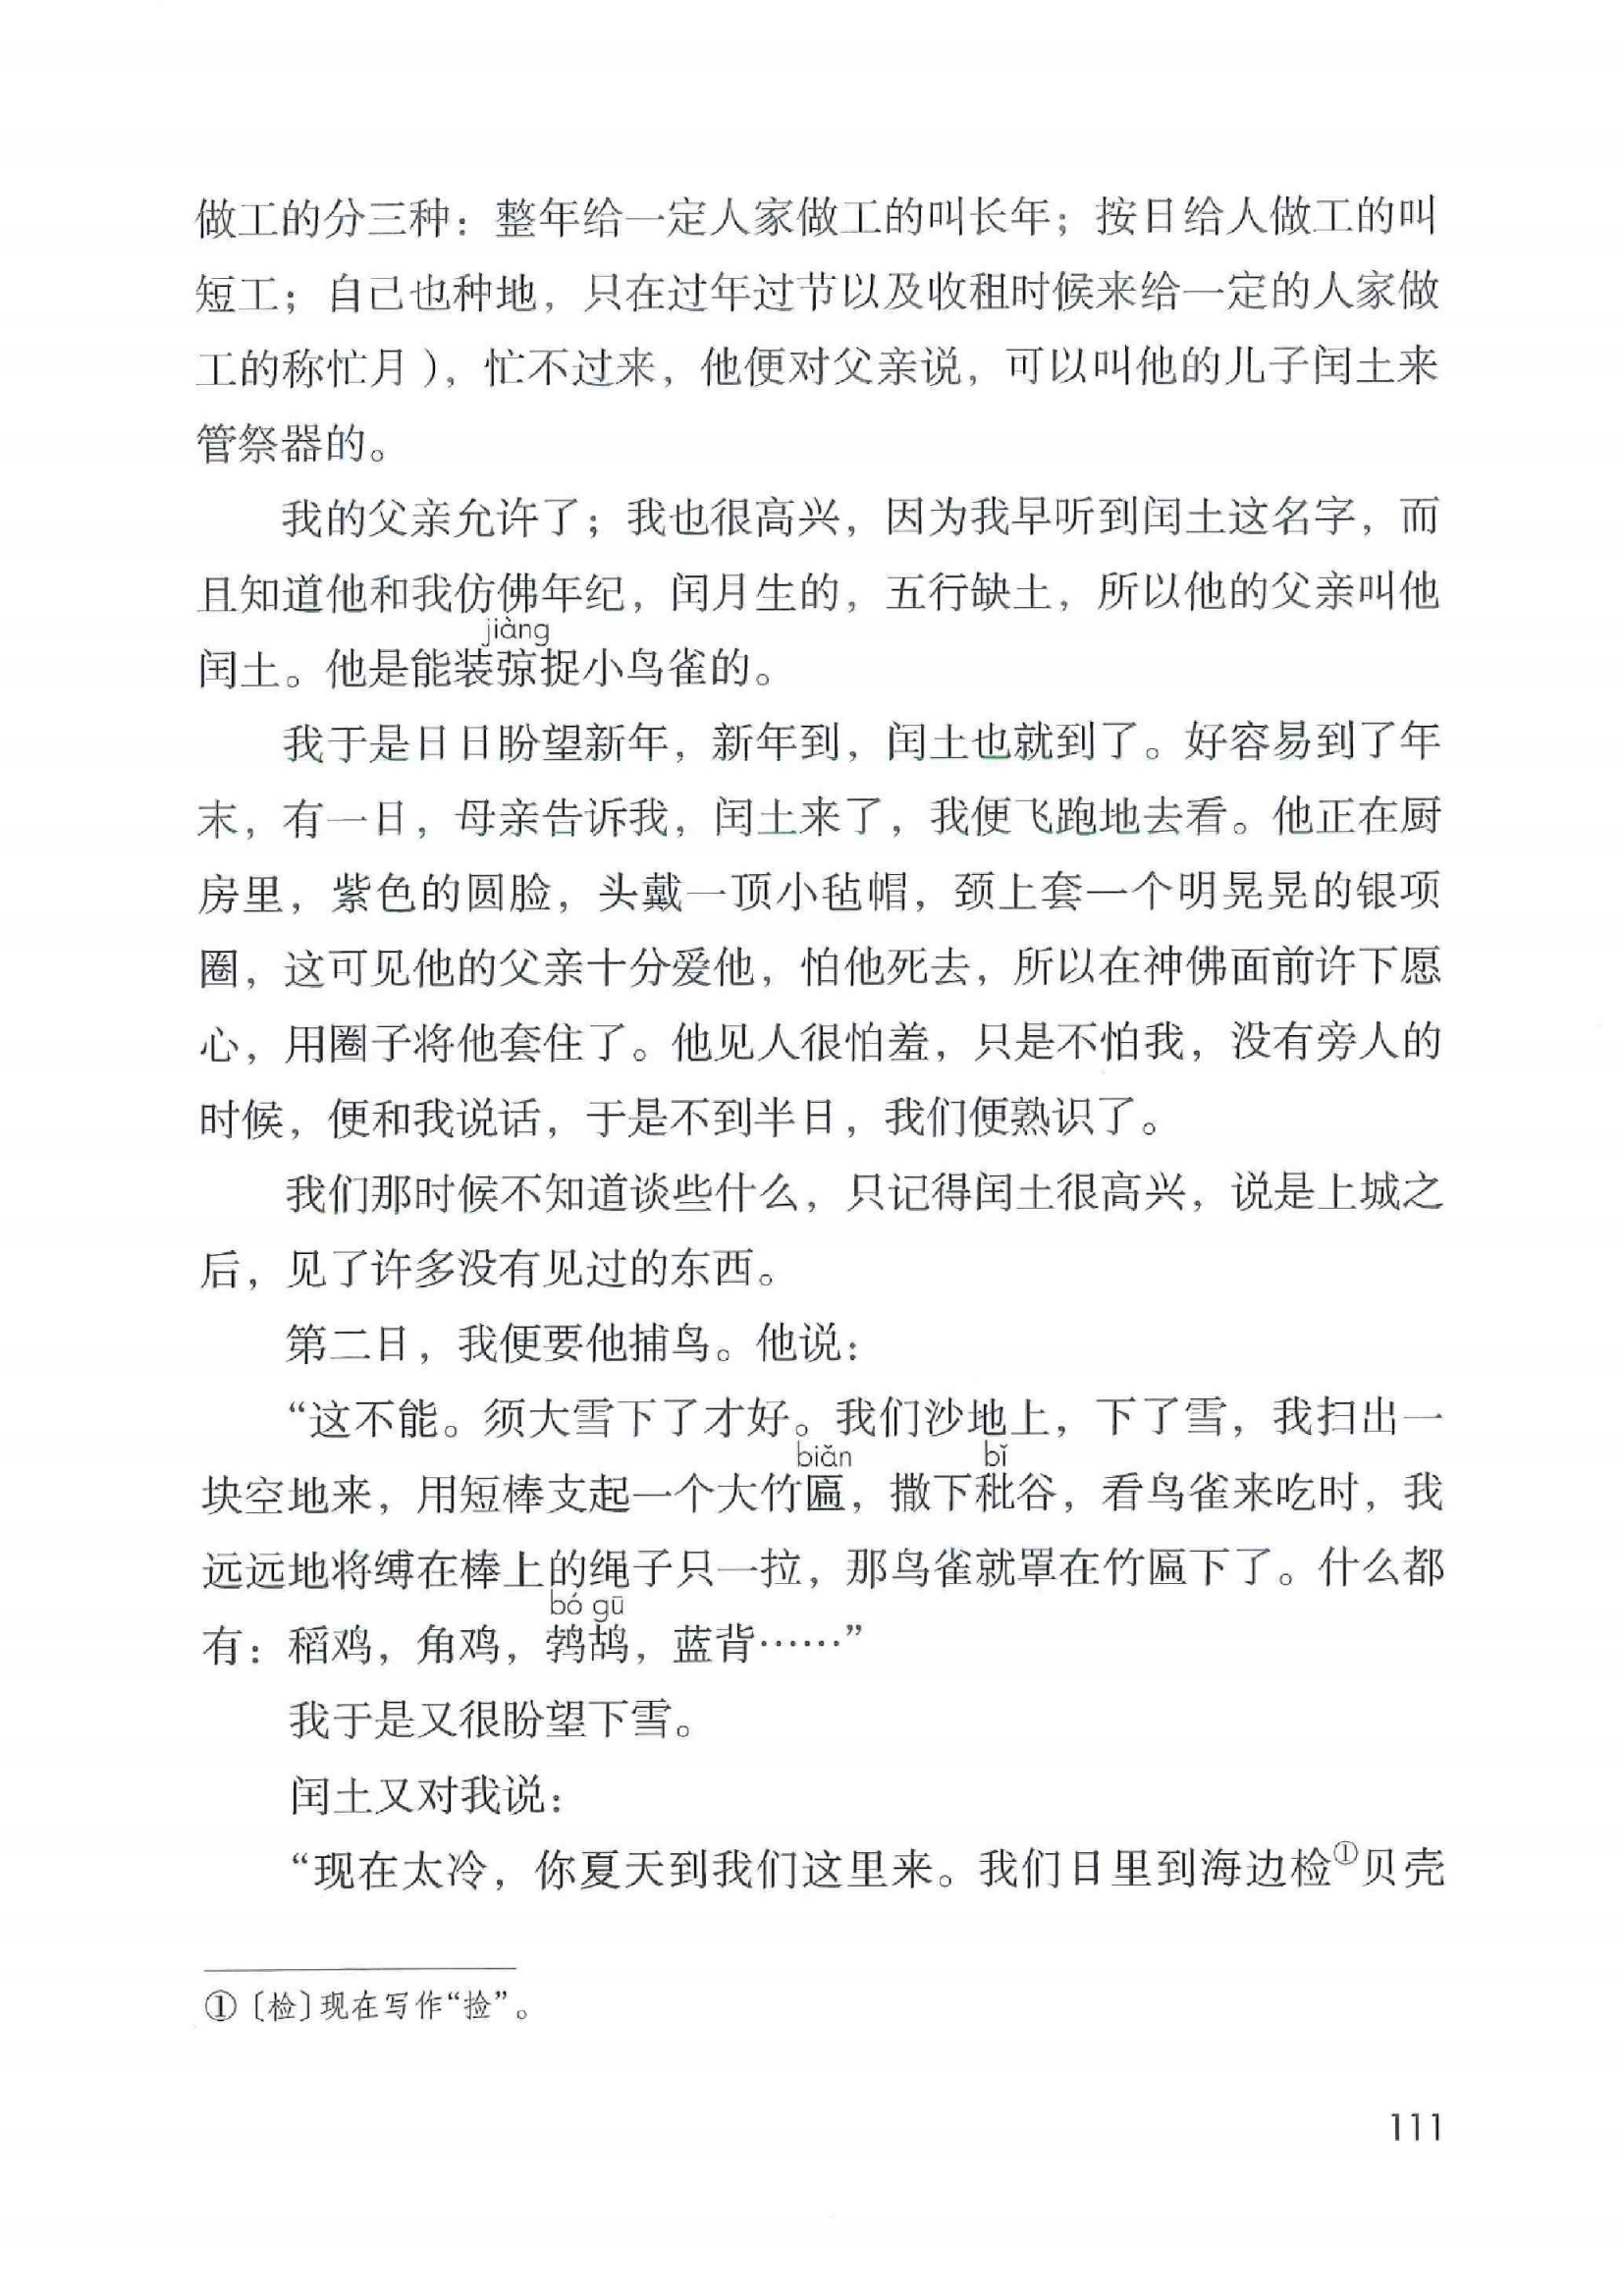 做工的分三种：整年给一定人家做工的叫长年；按日给人做工的叫
短工；自己也种地，只在过年过节以及收租时候来给一定的人家做
工的称忙月），忙不过来，他便对父亲说，可以叫他的儿子闰土来
管祭器的。
我的父亲允许了；我也很高兴，因为我早听到闰土这名字，而
且知道他和我仿佛年纪，闰月生的，五行缺土，所以他的父亲叫他
jiàng
闰土。他是能装弶捉小鸟雀的。
我于是日日盼望新年，新年到，闰土也就到了。好容易到了年
末，有一日，母亲告诉我，闰土来了，我便飞跑地去看。他正在厨
房里，紫色的圆脸，头戴一顶小毡帽，颈上套一个明晃晃的银项
圈，这可见他的父亲十分爱他，怕他死去，所以在神佛面前许下愿
心，用圈子将他套住了。他见人很怕羞，只是不怕我，没有旁人的
时候，便和我说话，于是不到半日，我们便熟识了。
我们那时候不知道谈些什么，只记得闰土很高兴，说是上城之
后，见了许多没有见过的东西。
第二日，我便要他捕鸟。他说：
“这不能。须大雪下了才好。我们沙地上，下了雪，我扫出一
biǎn bǐ
块空地来，用短棒支起一个大竹匾，撒下秕谷，看鸟雀来吃时，我
远远地将缚在棒上的绳子只一拉，那鸟雀就罩在竹匾下了。什么都
bó gū
有：稻鸡，角鸡，鹁鸪，蓝背……”
我于是又很盼望下雪。
闰土又对我说：
“现在太冷，你夏天到我们这里来。我们日里到海边检①贝壳
①〔检〕现在写作“捡”。
111